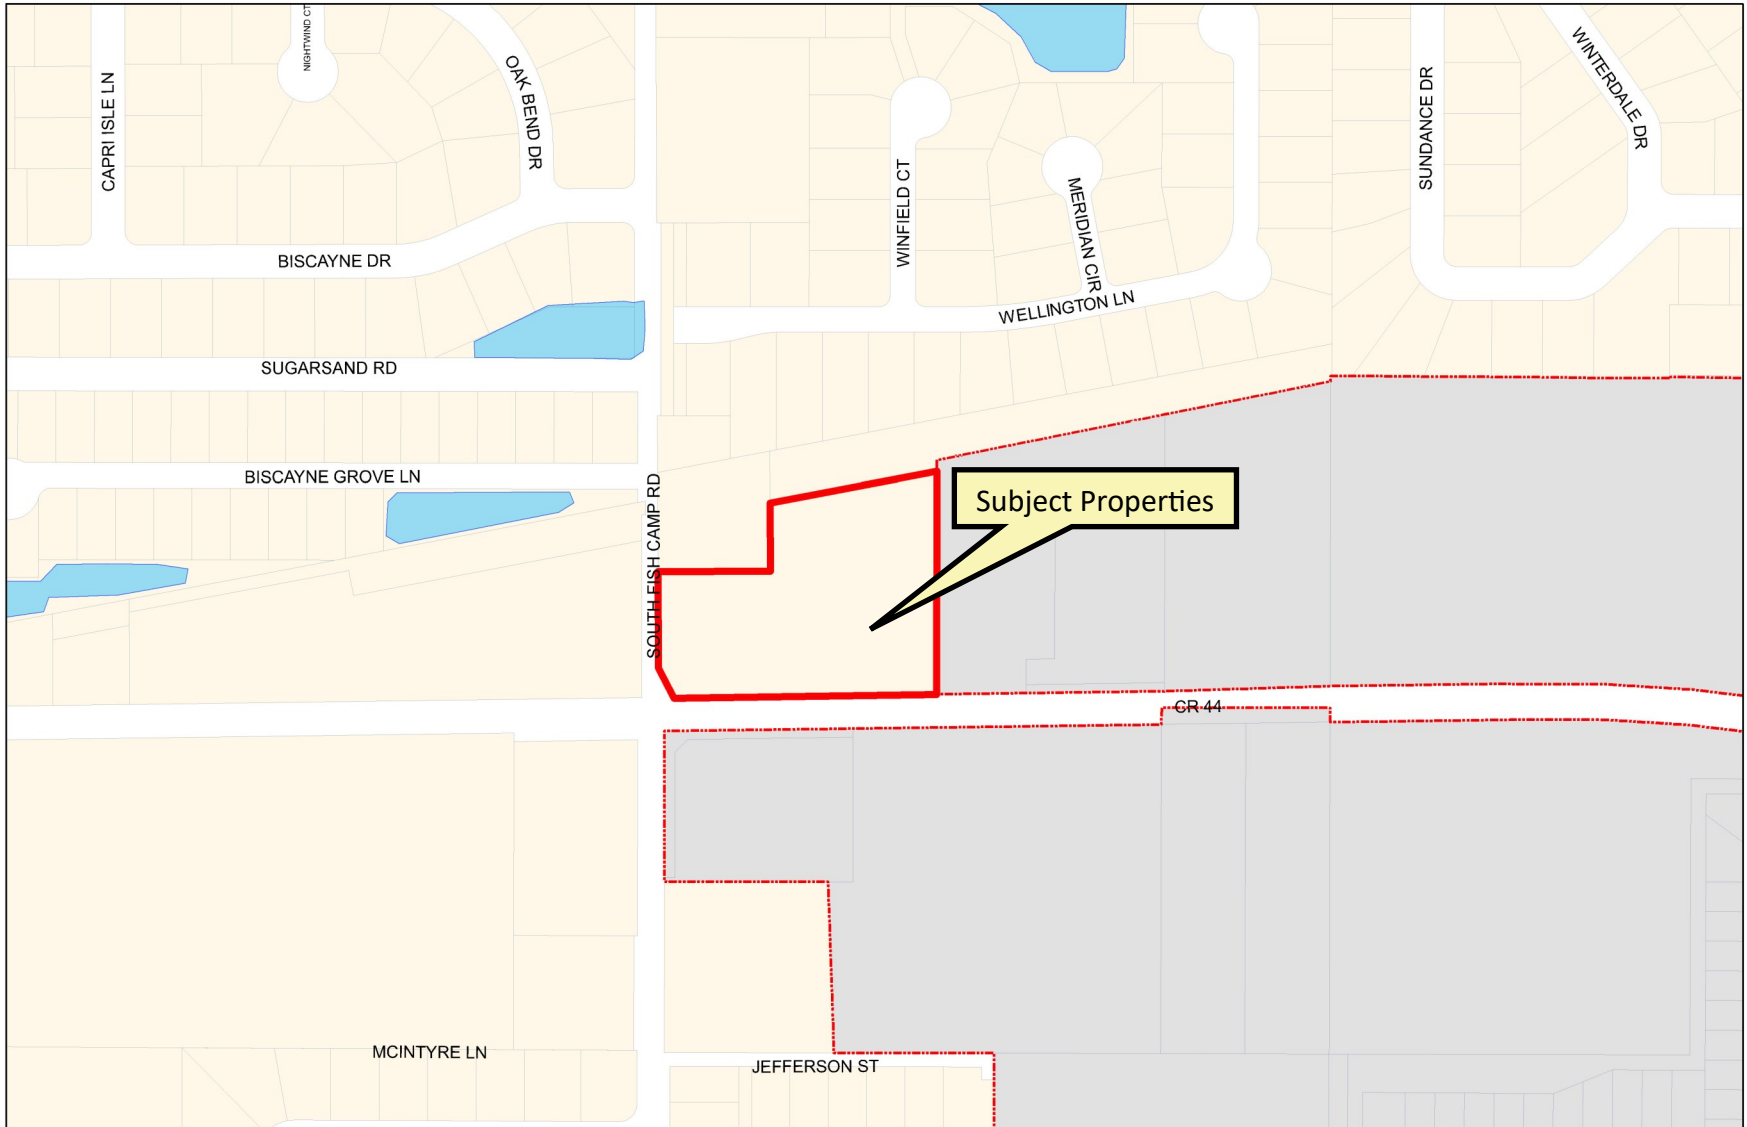 NIGHTWIND CT
CAPRI ISLE LN
OAK BEND DR
WINTERDALE DR
SUNDANCE DR
WINFIELD CT
MERIDIAN CIR
BISCAYNE DR
WELLINGTON LN
SUGARSAND RD
BISCAYNE GROVE LN
SOUTH FISH CAMP RD
Subject Properties
CR 44
MCINTYRE LN
JEFFERSON ST